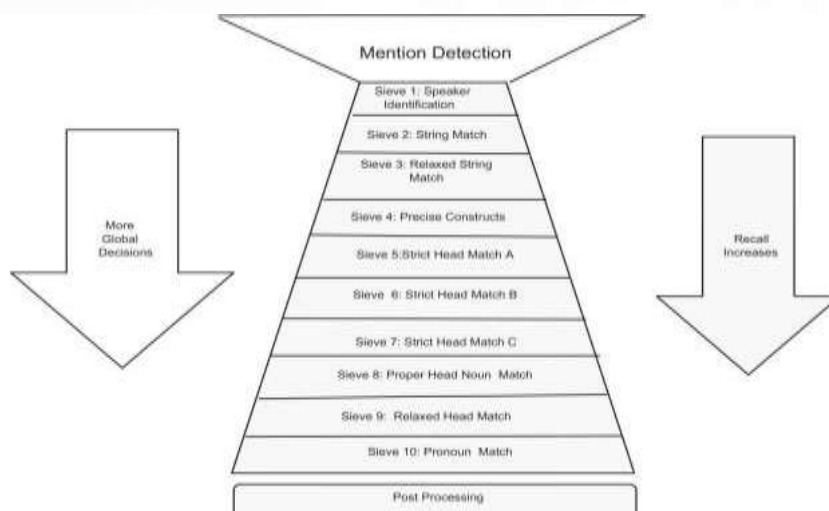 Mention Detection
Sieve 1: Speaker
Identification
Sieve 2: String Match
Sieve 3: Relaxed String
Match
Sieve 4: Precise Constructs
Sieve 5:Strict Head Match A
Sieve 6: Strict Head Match B
Sieve 7: Strict Head Match C
Sieve 8: Proper Head Noun Match
Sieve 9: Relaxed Head Match
Sieve 10: Pronoun Match
Post Processing
More
Global
Decisions
Recall
Increases